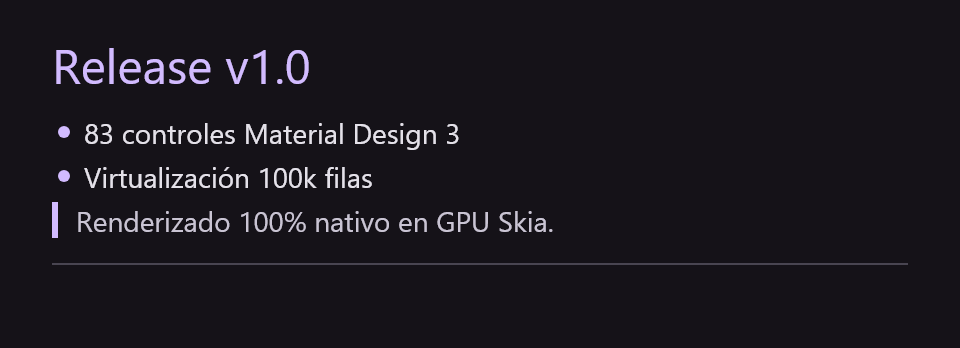 Release v1.0
83 controles Material Design 3
Virtualización 100k filas
Renderizado 100% nativo en GPU Skia.